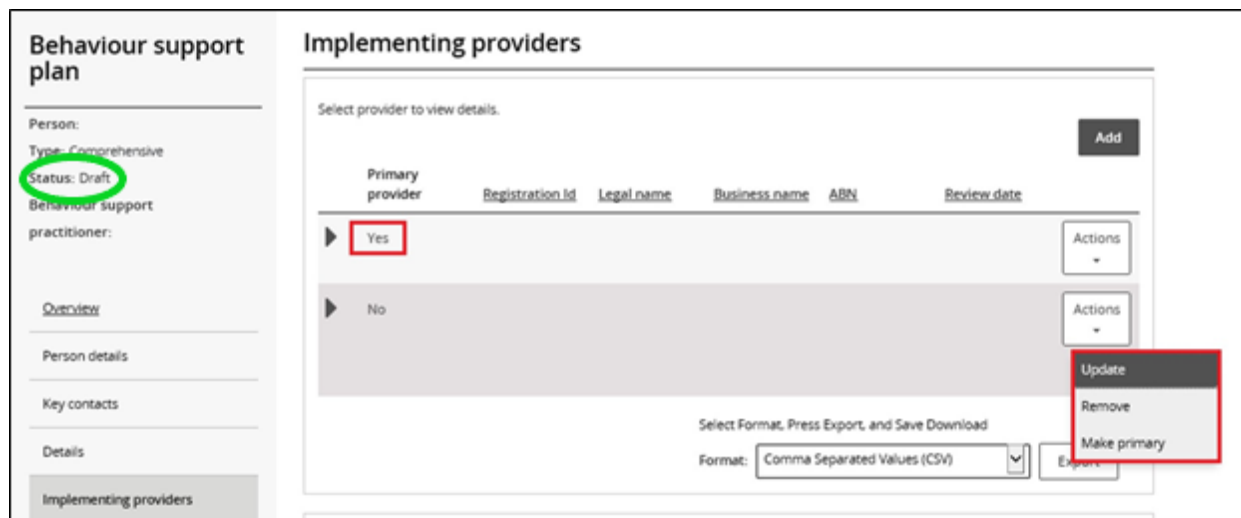 Behaviour support
plan
Person:
Type: Comprehensive
Status: Draft
Behaviour support
practitioner:
Overview
Person details
Key contacts
Details
Implementing providers
Implementing providers
Select provider to view details.
Add
Primary
provider
Registration Id Legal name Business name ABN Review date
Yes
Actions
No
Actions
Update
Remove
Make primary
Select Format, Press Export, and Save Download
Format: Comma Separated Values (CSV)
Export